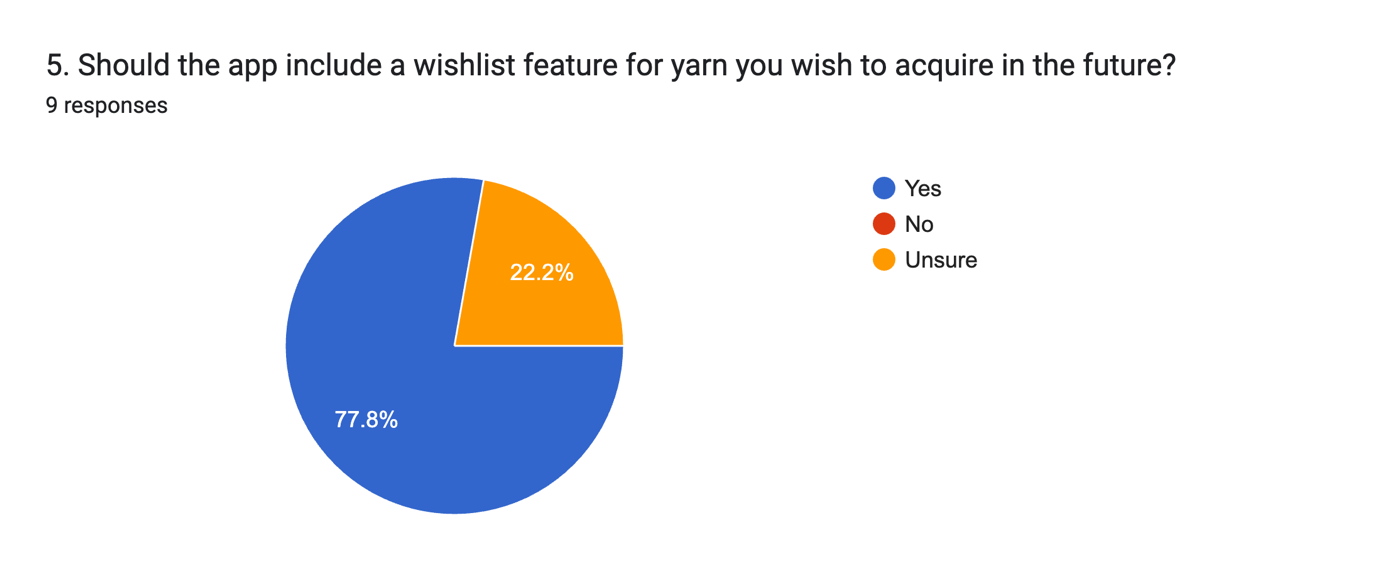 5. Should the app include a wishlist feature for yarn you wish to acquire in the future?
9 responses
Yes
No
Unsure
22.2%
77.8%